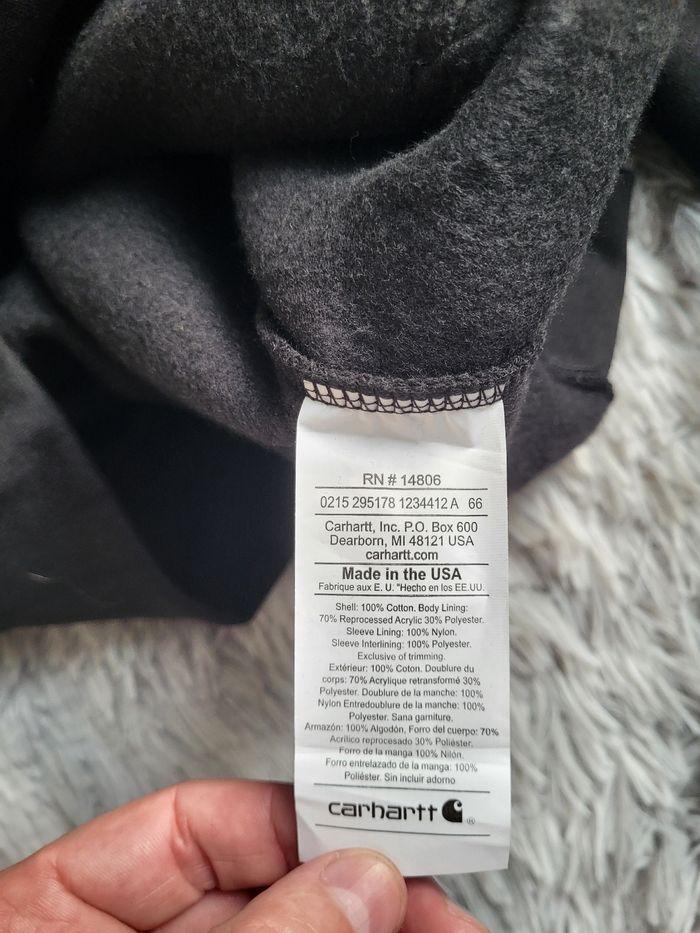 RN # 14806
0215 295178 1234412 A 66
Carhartt, Inc. P.O. Box 600
Dearborn, MI 48121 USA
carhartt.com
Made in the USA
Fabrique aux E. U. "Hecho en los EE.UU.
Shell: 100% Cotton. Body Lining:
70% Reprocessed Acrylic 30% Polyester.
Sleeve Lining: 100% Nylon.
Sleeve Interlining: 100% Polyester.
Exclusive of trimming.
Extérieur: 100% Coton. Doublure du
corps: 70% Acrylique retransformé 30%
Polyester. Doublure de la manche: 100%
Nylon Entredoublure de la manche: 100%
Polyester. Sana garniture.
Armazón: 100% Algodón, Forro del cuerpo: 70%
Acrílico reprocesado 30% Poliéster.
Forro de la manga 100% Nilón.
Forro entrelazado de la manga: 100%
Poliéster. Sin incluir adorno
carhartt ®